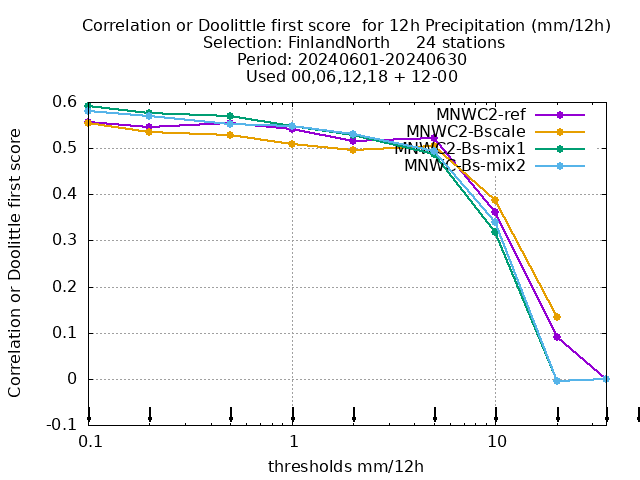 Correlation or Doolittle first score  for 12h Precipitation (mm/12h)
Selection: FinlandNorth     24 stations
Period: 20240601-20240630
Used 00,06,12,18 + 12-00
MNWC2-ref
MNWC2-Bscale
MNWC2-Bs-mix1
MNWC2-Bs-mix2
Correlation or Doolittle first score
0.6
0.5
0.4
0.3
0.2
0.1
0
-0.1
0.1 1 10
thresholds mm/12h